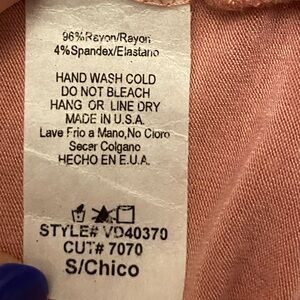 96%Rayon/Rayon
4%Spandex/Elastano
HAND WASH COLD
DO NOT BLEACH
HANG OR LINE DRY
MADE IN U.S.A.
Lave Frio a Mano,No Cloro
Secar Colgano
HECHO EN E.U.A.
STYLE# VD40370
CUT# 7070
S/Chico